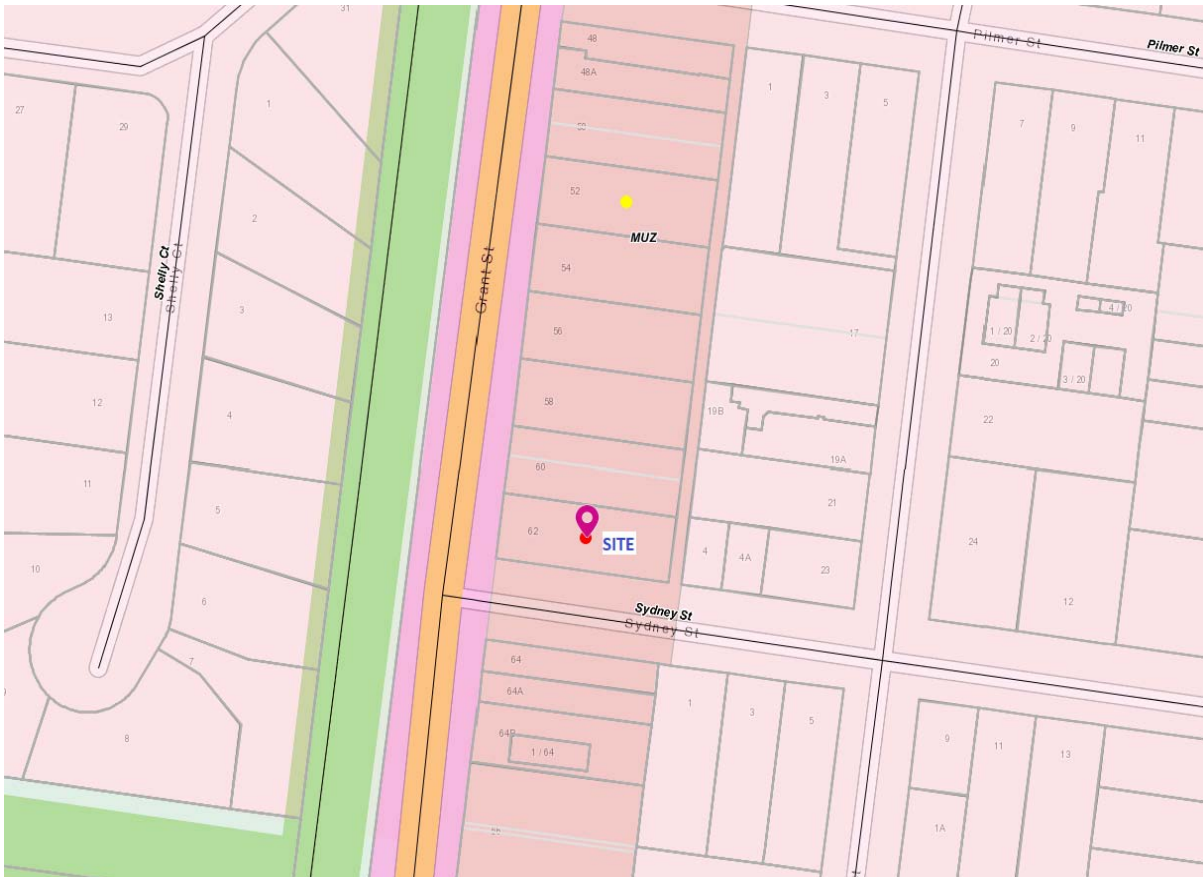 31
48
Pilmer St
Pilmer St
48A
1
3
5
27
29
1
7
9
11
52
2
MUZ
54
Grant St
Shelly Ct
Shelly Ct
3
13
56
17
1 / 20
2 / 20
4 / 20
20
3 / 20
12
4
58
19B
22
11
60
19A
5
21
62
SITE
24
10
4
4A
23
6
12
Sydney St
Sydney St
7
64
64A
1
3
5
64B
1 / 64
8
9
11
13
1A